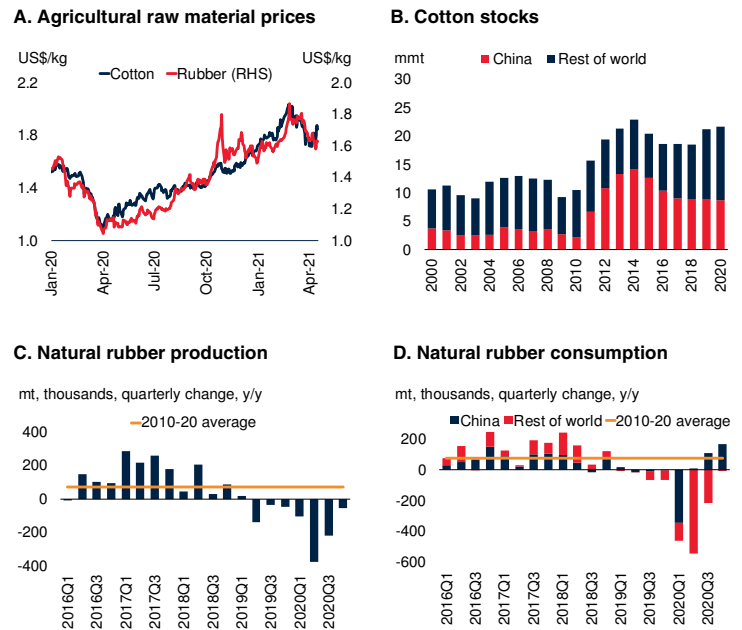 A. Agricultural raw material prices
US$/kg
US$/kg
Cotton
Rubber (RHS)
2.2
1.8
1.4
1.0
2.0
1.8
1.6
1.4
1.2
1.0
Jan-20
Apr-20
Jul-20
Oct-20
Jan-21
Apr-21
B. Cotton stocks
mmt
China
Rest of world
30
25
20
15
10
5
0
2000
2002
2004
2006
2008
2010
2012
2014
2016
2018
2020
C. Natural rubber production
mt, thousands, quarterly change, y/y
2010-20 average
400
200
0
-200
-400
2016Q1
2016Q3
2017Q1
2017Q3
2018Q1
2018Q3
2019Q1
2019Q3
2020Q1
2020Q3
D. Natural rubber consumption
mt, thousands, quarterly change, y/y
China
Rest of world
2010-20 average
200
0
-200
-400
-600
2016Q1
2016Q3
2017Q1
2017Q3
2018Q1
2018Q3
2019Q1
2019Q3
2020Q1
2020Q3